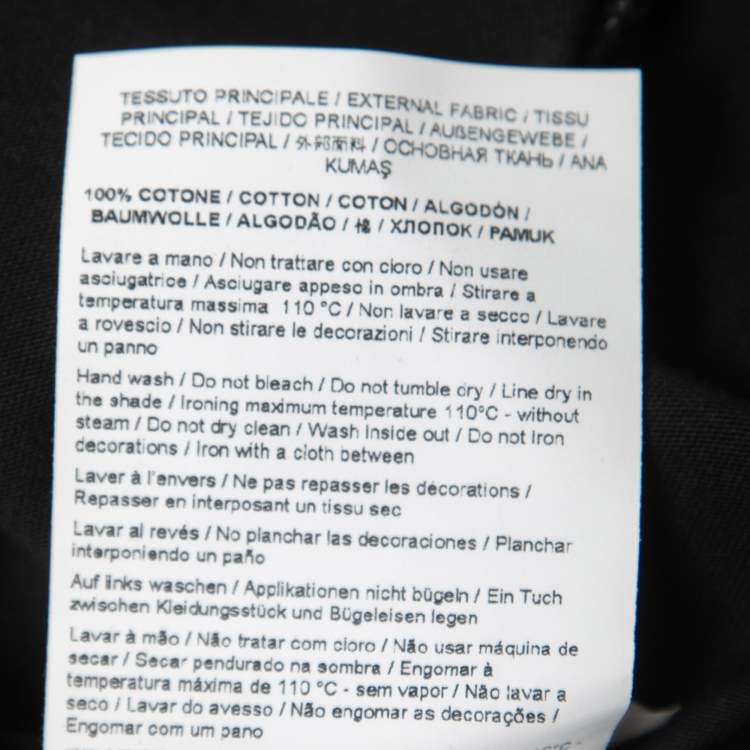 TESSUTO PRINCIPALE / EXTERNAL FABRIC / TISSU
PRINCIPAL / TEJIDO PRINCIPAL / AUßENGEWEBE /
TECIDO PRINCIPAL / 外部面料 / ОСНОВНАЯ ТКАНЬ / ANA
KUMAŞ
100% COTONE / COTTON / COTON / ALGODÓN /
BAUMWOLLE / ALGODÃO / 棉 / ХЛОПОК / PAMUK
Lavare a mano / Non trattare con cloro / Non usare
asciugatrice / Asciugare appeso in ombra / Stirare a
temperatura massima 110 °C / Non lavare a secco / Lavare
a rovescio / Non stirare le decorazioni / Stirare interponendo
un panno
Hand wash / Do not bleach / Do not tumble dry / Line dry in
the shade / Ironing maximum temperature 110°C - without
steam / Do not dry clean / Wash Inside out / Do not Iron
decorations / Iron with a cloth between
Laver à l'envers / Ne pas repasser les décorations /
Repasser en interposant un tissu sec
Lavar al revés / No planchar las decoraciones / Planchar
interponiendo un paño
Auf links waschen / Applikationen nicht bügeln / Ein Tuch
zwischen Kleidungsstück und Bügeleisen legen
Lavar à mão / Não tratar com cloro / Não usar máquina de
secar / Secar pendurado na sombra / Engomar à
temperatura máxima de 110 °C - sem vapor / Não lavar a
seco / Lavar do avesso / Não engomar as decorações /
Engomar com um pano